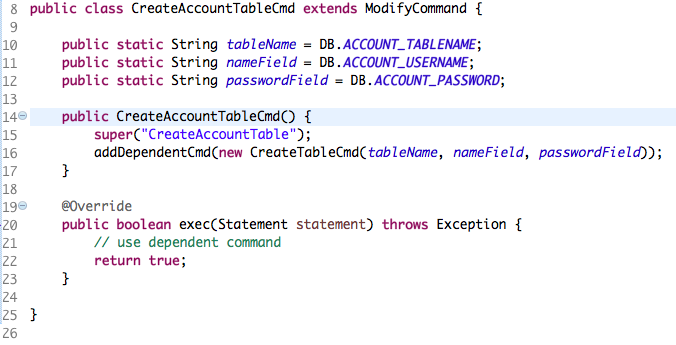 8 public class CreateAccountTableCmd extends ModifyCommand {
9
10 public static String tableName = DB.ACCOUNT_TABLENAME;
11 public static String nameField = DB.ACCOUNT_USERNAME;
12 public static String passwordField = DB.ACCOUNT_PASSWORD;
13
14 public CreateAccountTableCmd() {
15 super("CreateAccountTable");
16 addDependentCmd(new CreateTableCmd(tableName, nameField, passwordField));
17 }
18
19 @Override
20 public boolean exec(Statement statement) throws Exception {
21 // use dependent command
22 return true;
23 }
24
25 }
26